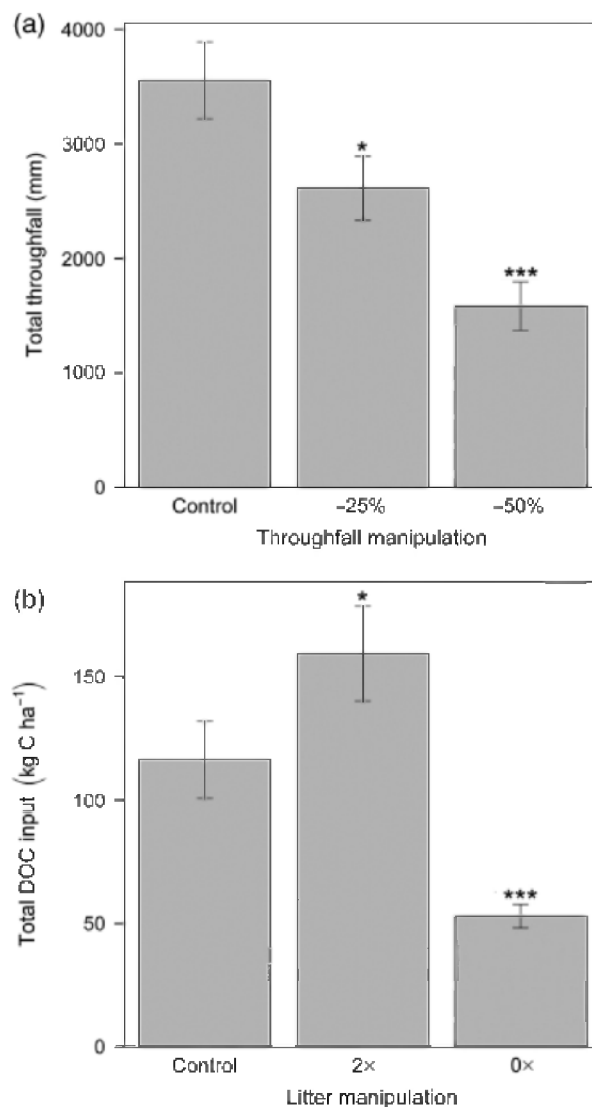 (a)
4000
3000
2000
1000
0
Total throughfall (mm)
*
***
Control −25% −50%
Throughfall manipulation
(b)
150
100
50
0
Total DOC input (kg C ha⁻¹)
*
***
Control 2× 0×
Litter manipulation